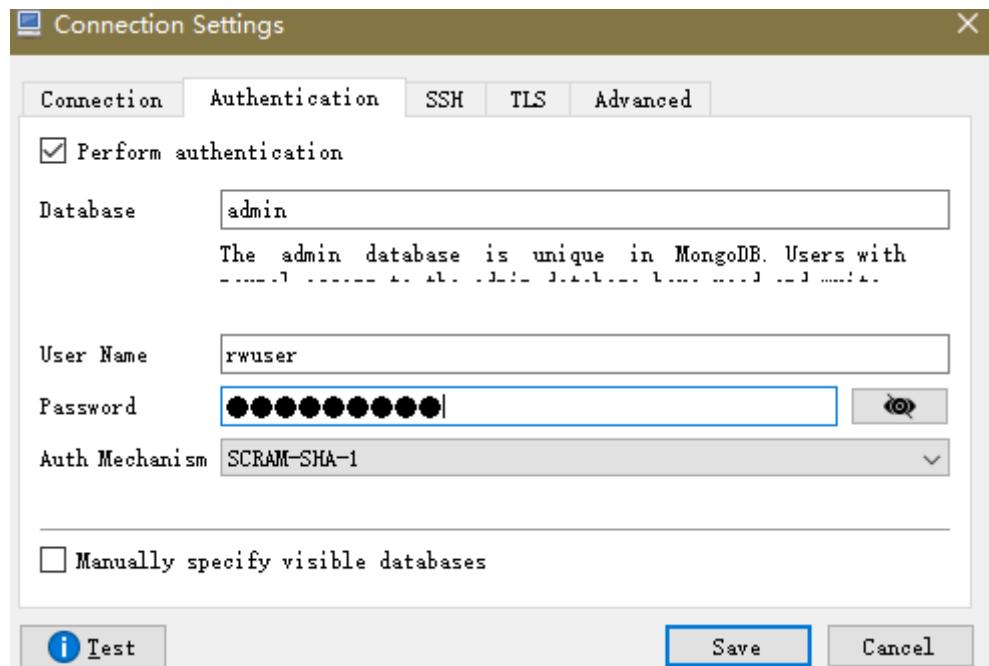 Connection Settings
Connection Authentication SSH TLS Advanced
Perform authentication
Database admin
The admin database is unique in MongoDB. Users with
User Name rwuser
Password
Auth Mechanism SCRAM-SHA-1
Manually specify visible databases
Test Save Cancel